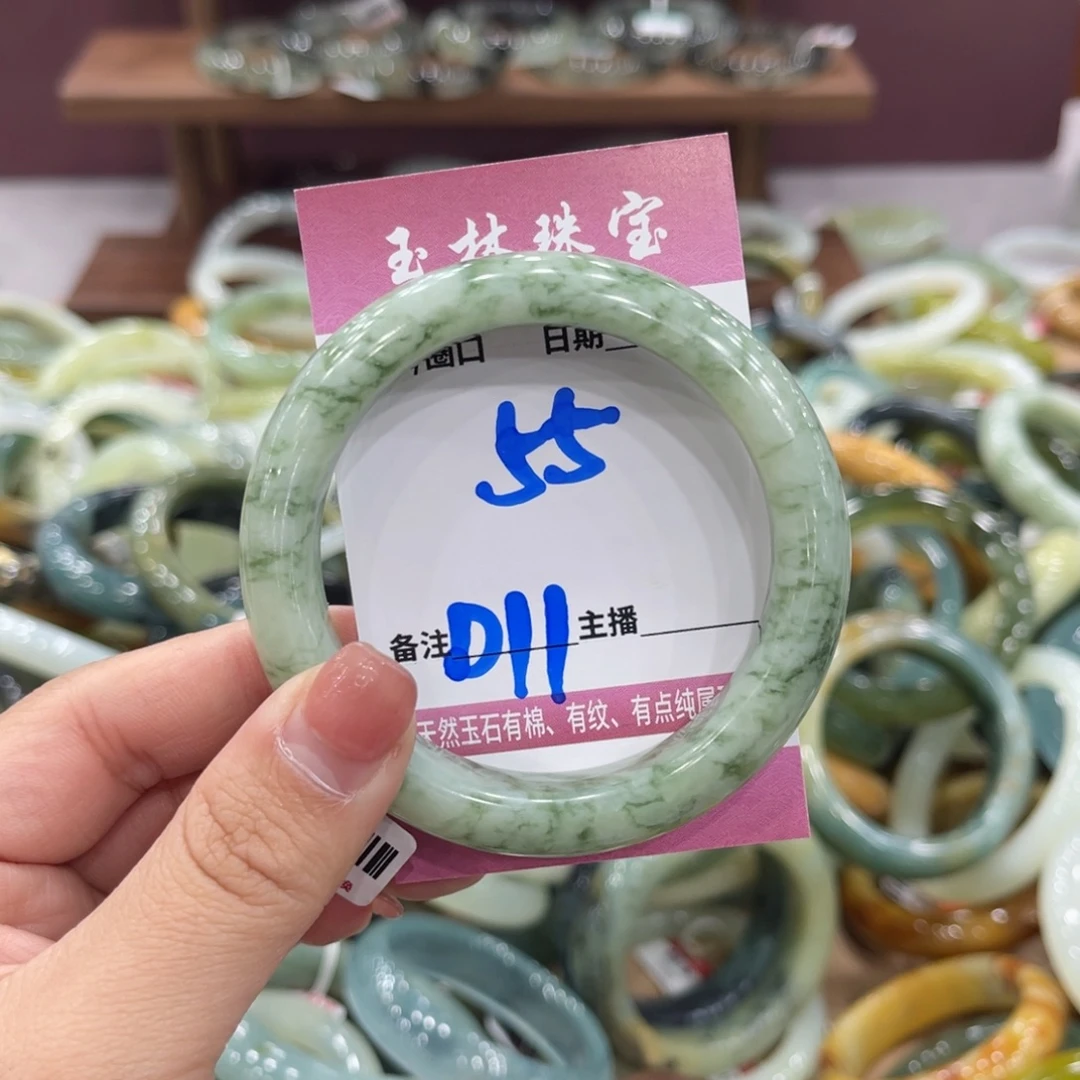 玉林珠宝
圈口 日期
55
备注 D11 主播
天然玉石有棉、有纹、有点纯属